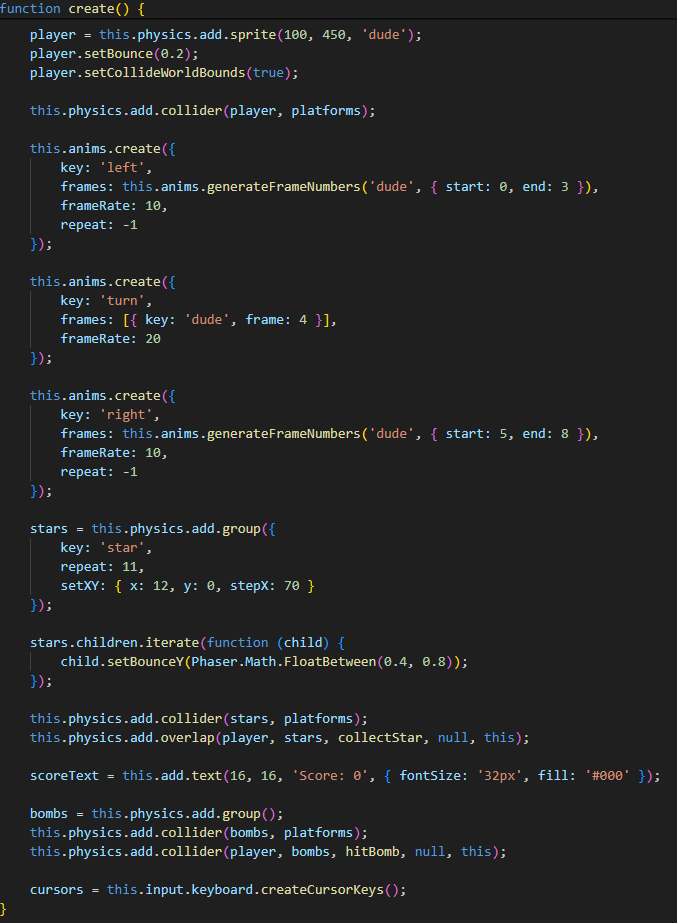 function create() {
    player = this.physics.add.sprite(100, 450, 'dude');
    player.setBounce(0.2);
    player.setCollideWorldBounds(true);

    this.physics.add.collider(player, platforms);

    this.anims.create({
        key: 'left',
        frames: this.anims.generateFrameNumbers('dude', { start: 0, end: 3 }),
        frameRate: 10,
        repeat: -1
    });

    this.anims.create({
        key: 'turn',
        frames: [{ key: 'dude', frame: 4 }],
        frameRate: 20
    });

    this.anims.create({
        key: 'right',
        frames: this.anims.generateFrameNumbers('dude', { start: 5, end: 8 }),
        frameRate: 10,
        repeat: -1
    });

    stars = this.physics.add.group({
        key: 'star',
        repeat: 11,
        setXY: { x: 12, y: 0, stepX: 70 }
    });

    stars.children.iterate(function (child) {
        child.setBounceY(Phaser.Math.FloatBetween(0.4, 0.8));
    });

    this.physics.add.collider(stars, platforms);
    this.physics.add.overlap(player, stars, collectStar, null, this);

    scoreText = this.add.text(16, 16, 'Score: 0', { fontSize: '32px', fill: '#000' });

    bombs = this.physics.add.group();
    this.physics.add.collider(bombs, platforms);
    this.physics.add.collider(player, bombs, hitBomb, null, this);

    cursors = this.input.keyboard.createCursorKeys();
}